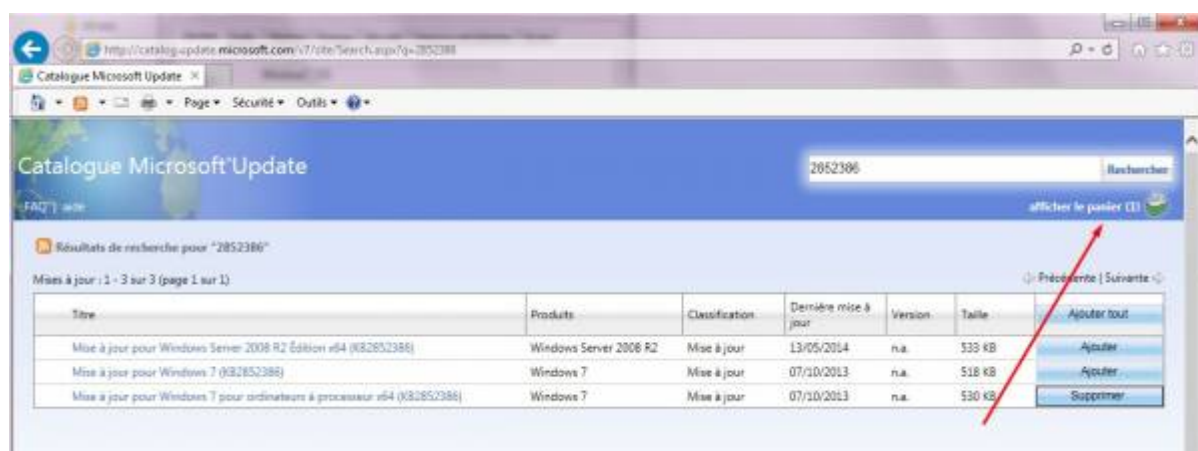 http://catalog.update.microsoft.com/v7/site/Search.aspx?q=2852386
Catalogue Microsoft Update
Page Sécurité Outils
Catalogue Microsoft Update
2852386 Rechercher
FAQ | aide
afficher le panier (1)
Résultats de recherche pour "2852386"
Mises à jour : 1 - 3 sur 3 (page 1 sur 1)
Précédente | Suivante
Titre Produits Classification Dernière mise à jour Version Taille Ajouter tout
Mise à jour pour Windows Server 2008 R2 Édition x64 (KB2852386) Windows Server 2008 R2 Mise à jour 13/05/2014 n.a. 533 KB Ajouter
Mise à jour pour Windows 7 (KB2852386) Windows 7 Mise à jour 07/10/2013 n.a. 518 KB Ajouter
Mise à jour pour Windows 7 pour ordinateurs à processeur x64 (KB2852386) Windows 7 Mise à jour 07/10/2013 n.a. 530 KB Supprimer